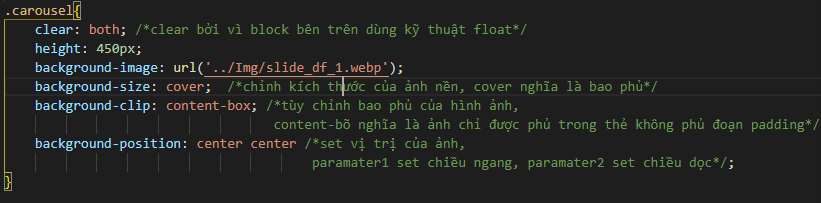 .carousel{
clear: both; /*clear bởi vì block bên trên dùng kỹ thuật float*/
height: 450px;
background-image: url('../Img/slide_df_1.webp');
background-size: cover; /*chỉnh kích thước của ảnh nền, cover nghĩa là bao phủ*/
background-clip: content-box; /*tùy chỉnh bao phủ của hình ảnh,
content-bõ nghĩa là ảnh chỉ được phủ trong thẻ không phủ đoạn padding*/
background-position: center center /*set vị trị của ảnh,
paramater1 set chiều ngang, paramater2 set chiều dọc*/;
}